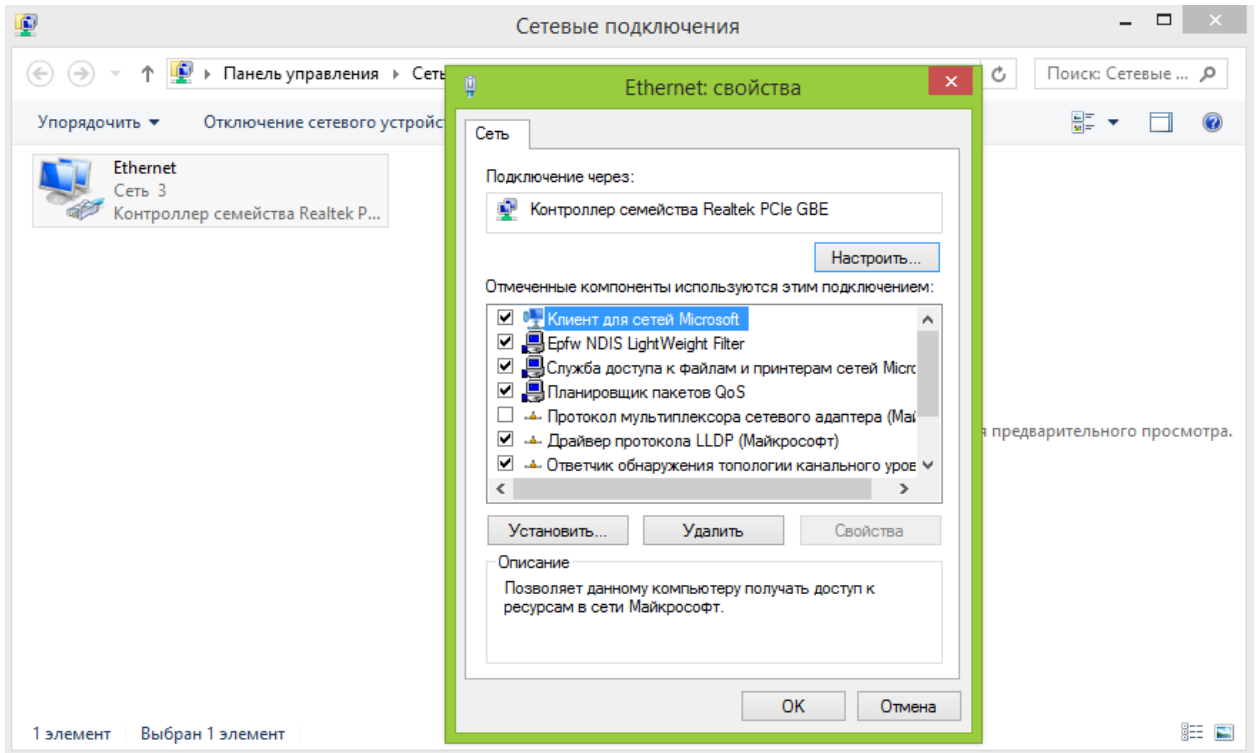 Сетевые подключения
Панель управления
Сеть
Поиск: Сетевые ...
Ethernet: свойства
Упорядочить
Отключение сетевого устройс
Сеть
Ethernet
Сеть 3
Контроллер семейства Realtek P...
Подключение через:
Контроллер семейства Realtek PCIe GBE
Настроить...
Отмеченные компоненты используются этим подключением:
Клиент для сетей Microsoft
Epfw NDIS LightWeight Filter
Служба доступа к файлам и принтерам сетей Micro
Планировщик пакетов QoS
Протокол мультиплексора сетевого адаптера (Май
Драйвер протокола LLDP (Майкрософт)
Ответчик обнаружения топологии канального уров
я предварительного просмотра.
Установить...
Удалить
Свойства
Описание
Позволяет данному компьютеру получать доступ к
ресурсам в сети Майкрософт.
OK
Отмена
1 элемент
Выбран 1 элемент